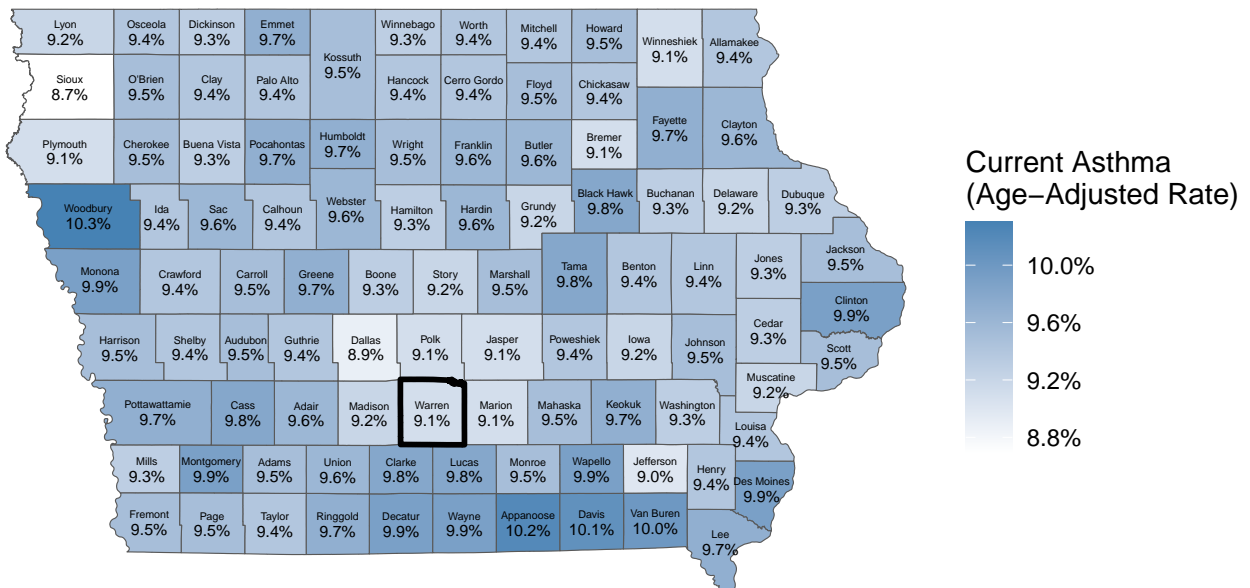 Lyon
9.2%
Osceola
9.4%
Dickinson
9.3%
Emmet
9.7%
Kossuth
9.5%
Winnebago
9.3%
Worth
9.4%
Mitchell
9.4%
Howard
9.5%
Winneshiek
9.1%
Allamakee
9.4%
Sioux
8.7%
O'Brien
9.5%
Clay
9.4%
Palo Alto
9.4%
Hancock
9.4%
Cerro Gordo
9.4%
Floyd
9.5%
Chickasaw
9.4%
Fayette
9.7%
Clayton
9.6%
Plymouth
9.1%
Cherokee
9.5%
Buena Vista
9.3%
Pocahontas
9.7%
Humboldt
9.7%
Wright
9.5%
Franklin
9.6%
Butler
9.6%
Bremer
9.1%
Woodbury
10.3%
Ida
9.4%
Sac
9.6%
Calhoun
9.4%
Webster
9.6%
Hamilton
9.3%
Hardin
9.6%
Grundy
9.2%
Black Hawk
9.8%
Buchanan
9.3%
Delaware
9.2%
Dubuque
9.3%
Monona
9.9%
Crawford
9.4%
Carroll
9.5%
Greene
9.7%
Boone
9.3%
Story
9.2%
Marshall
9.5%
Tama
9.8%
Benton
9.4%
Linn
9.4%
Jones
9.3%
Jackson
9.5%
Clinton
9.9%
Harrison
9.5%
Shelby
9.4%
Audubon
9.5%
Guthrie
9.4%
Dallas
8.9%
Polk
9.1%
Jasper
9.1%
Poweshiek
9.4%
Iowa
9.2%
Johnson
9.5%
Cedar
9.3%
Scott
9.5%
Muscatine
9.2%
Pottawattamie
9.7%
Cass
9.8%
Adair
9.6%
Madison
9.2%
Warren
9.1%
Marion
9.1%
Mahaska
9.5%
Keokuk
9.7%
Washington
9.3%
Louisa
9.4%
Mills
9.3%
Montgomery
9.9%
Adams
9.5%
Union
9.6%
Clarke
9.8%
Lucas
9.8%
Monroe
9.5%
Wapello
9.9%
Jefferson
9.0%
Henry
9.4%
Des Moines
9.9%
Fremont
9.5%
Page
9.5%
Taylor
9.4%
Ringgold
9.7%
Decatur
9.9%
Wayne
9.9%
Appanoose
10.2%
Davis
10.1%
Van Buren
10.0%
Lee
9.7%
Current Asthma
(Age−Adjusted Rate)
10.0%
9.6%
9.2%
8.8%